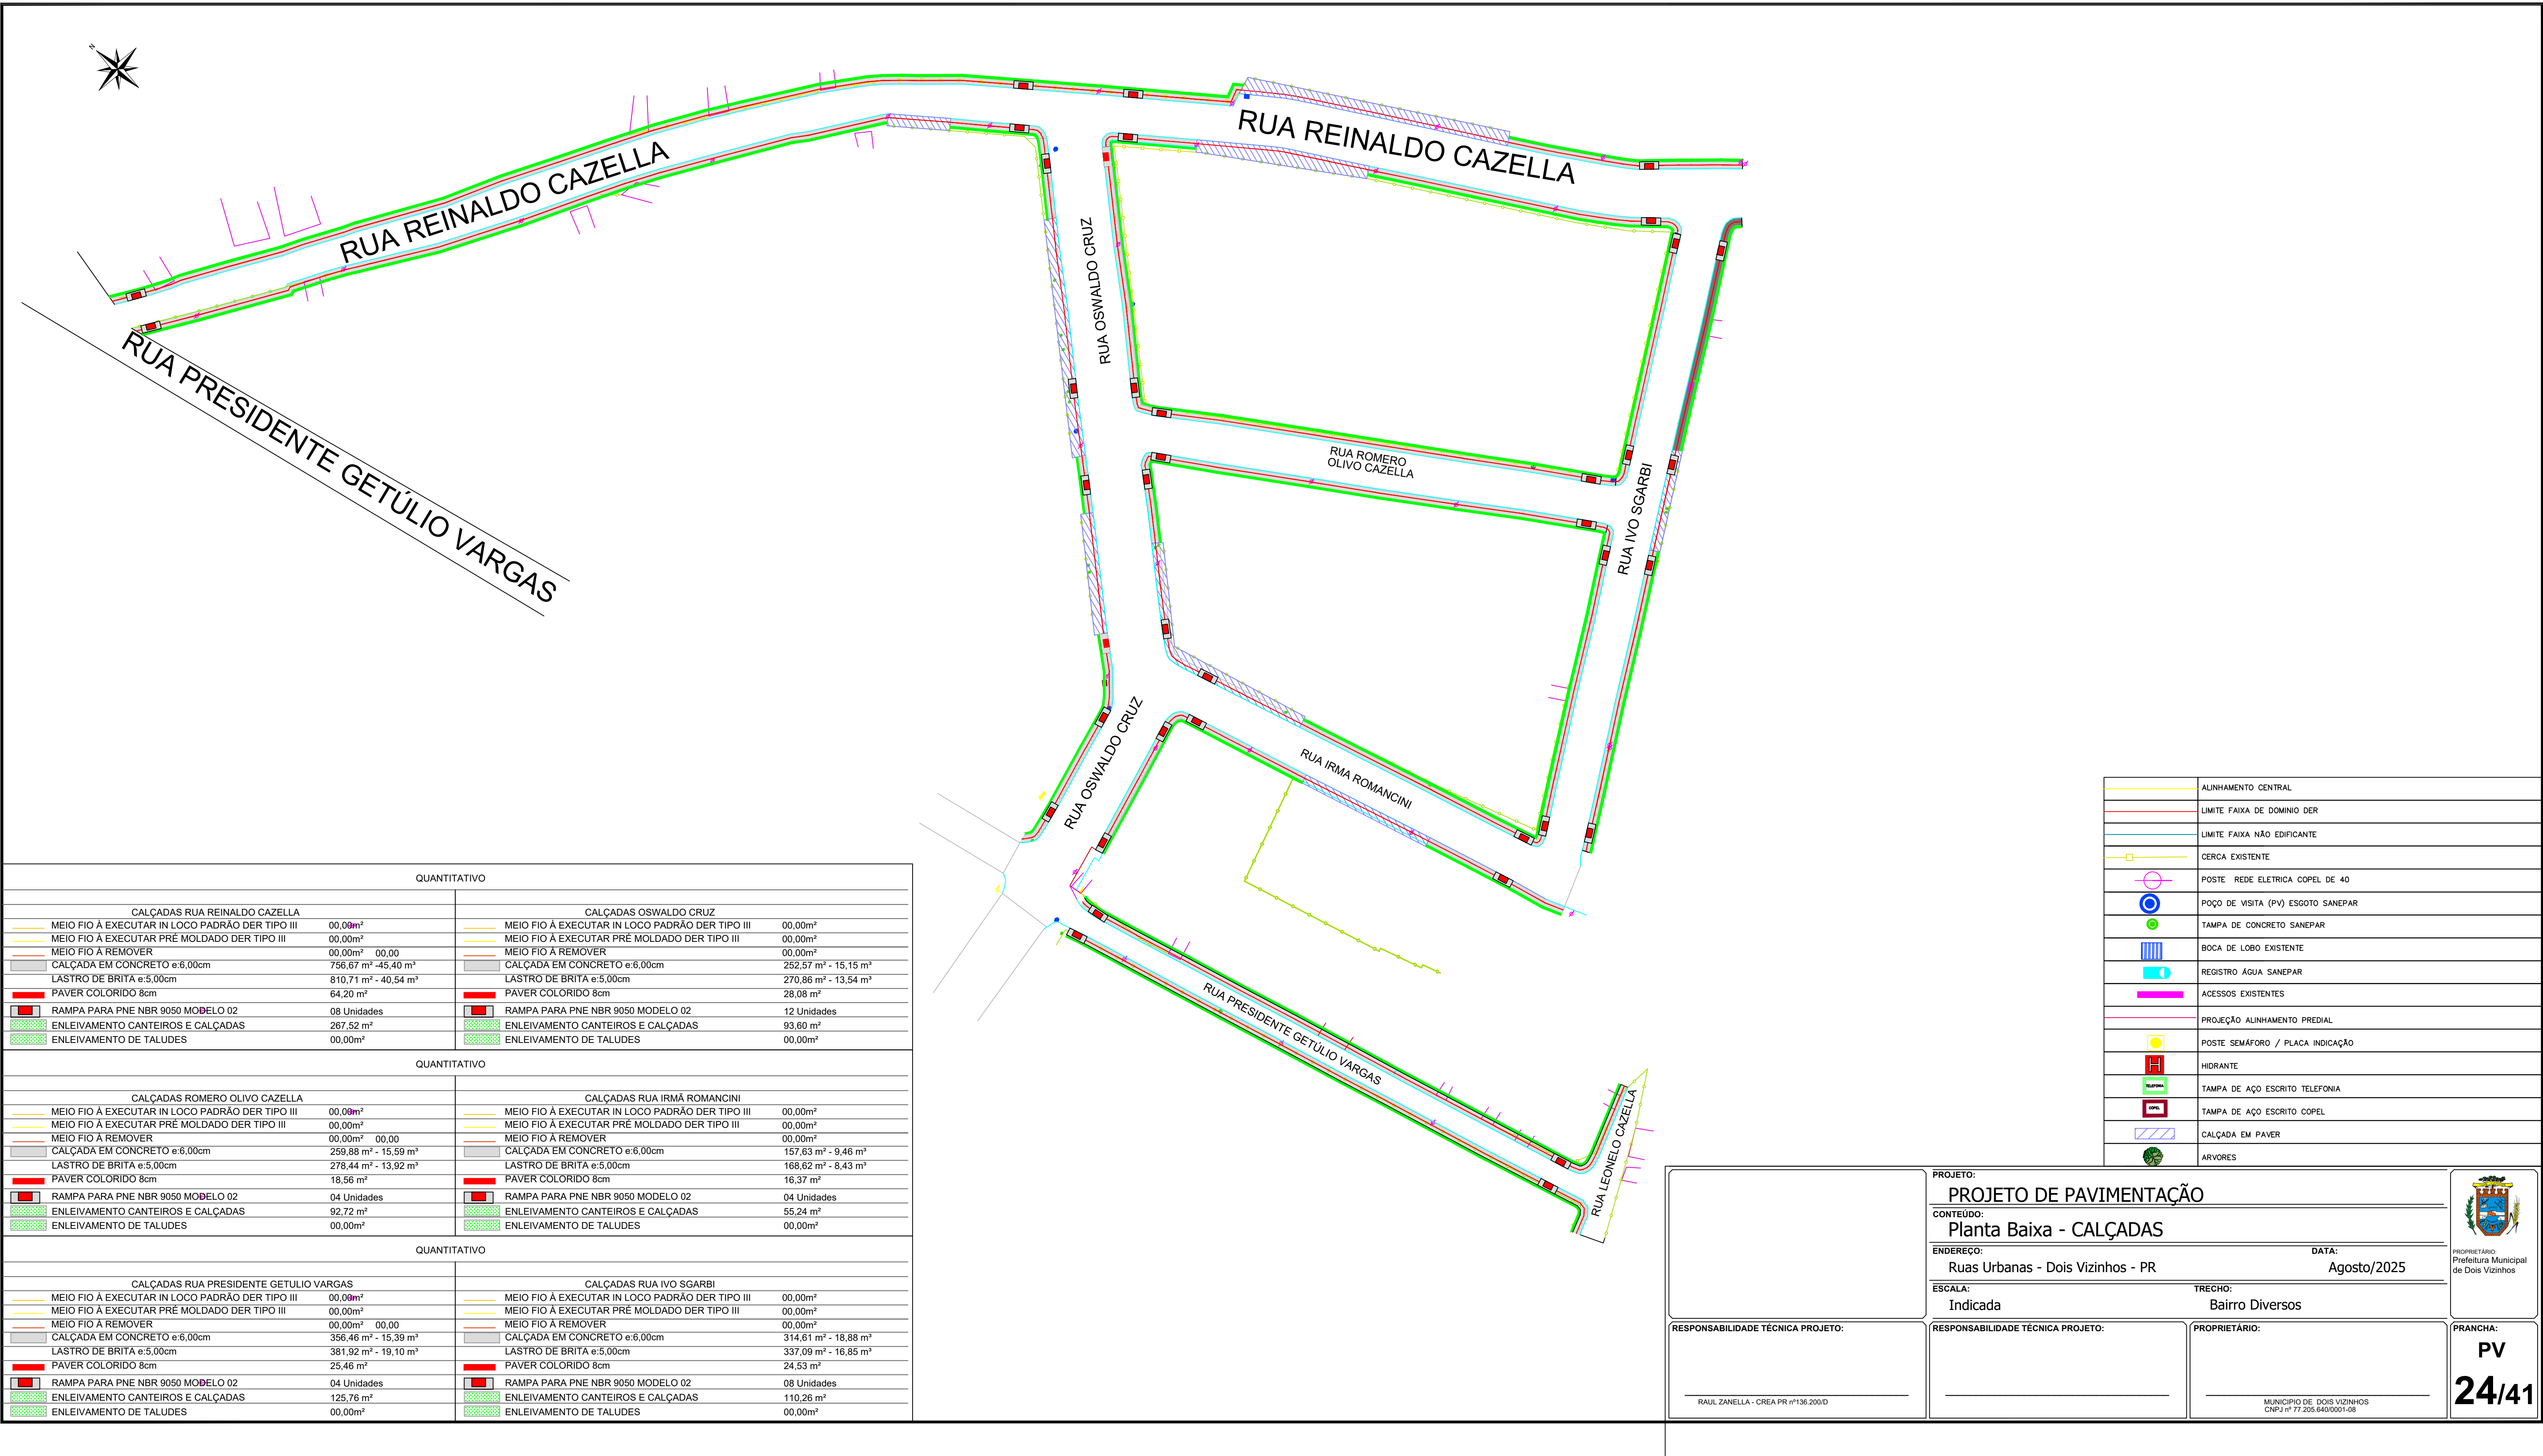 N
RUA REINALDO CAZELLA
RUA REINALDO CAZELLA
RUA PRESIDENTE GETÚLIO VARGAS
RUA OSWALDO CRUZ
RUA ROMERO
OLIVO CAZELLA
RUA IVO SGARBI
RUA OSWALDO CRUZ
RUA IRMA ROMANCINI
RUA PRESIDENTE GETÚLIO VARGAS
RUA LEONELO CAZELLA
QUANTITATIVO
CALÇADAS RUA REINALDO CAZELLA
MEIO FIO À EXECUTAR IN LOCO PADRÃO DER TIPO III 00,00m²
MEIO FIO À EXECUTAR PRÉ MOLDADO DER TIPO III 00,00m²
MEIO FIO À REMOVER 00,00m² 00,00
CALÇADA EM CONCRETO e:6,00cm 756,67 m² -45,40 m³
LASTRO DE BRITA e:5,00cm 810,71 m² - 40,54 m³
PAVER COLORIDO 8cm 64,20 m²
RAMPA PARA PNE NBR 9050 MODELO 02 08 Unidades
ENLEIVAMENTO CANTEIROS E CALÇADAS 267,52 m²
ENLEIVAMENTO DE TALUDES 00,00m²
CALÇADAS OSWALDO CRUZ
MEIO FIO À EXECUTAR IN LOCO PADRÃO DER TIPO III 00,00m²
MEIO FIO À EXECUTAR PRÉ MOLDADO DER TIPO III 00,00m²
MEIO FIO À REMOVER 00,00m²
CALÇADA EM CONCRETO e:6,00cm 252,57 m² - 15,15 m³
LASTRO DE BRITA e:5,00cm 270,86 m² - 13,54 m³
PAVER COLORIDO 8cm 28,08 m²
RAMPA PARA PNE NBR 9050 MODELO 02 12 Unidades
ENLEIVAMENTO CANTEIROS E CALÇADAS 93,60 m²
ENLEIVAMENTO DE TALUDES 00,00m²
QUANTITATIVO
CALÇADAS ROMERO OLIVO CAZELLA
MEIO FIO À EXECUTAR IN LOCO PADRÃO DER TIPO III 00,00m²
MEIO FIO À EXECUTAR PRÉ MOLDADO DER TIPO III 00,00m²
MEIO FIO À REMOVER 00,00m² 00,00
CALÇADA EM CONCRETO e:6,00cm 259,88 m² - 15,59 m³
LASTRO DE BRITA e:5,00cm 278,44 m² - 13,92 m³
PAVER COLORIDO 8cm 18,56 m²
RAMPA PARA PNE NBR 9050 MODELO 02 04 Unidades
ENLEIVAMENTO CANTEIROS E CALÇADAS 92,72 m²
ENLEIVAMENTO DE TALUDES 00,00m²
CALÇADAS RUA IRMÃ ROMANCINI
MEIO FIO À EXECUTAR IN LOCO PADRÃO DER TIPO III 00,00m²
MEIO FIO À EXECUTAR PRÉ MOLDADO DER TIPO III 00,00m²
MEIO FIO À REMOVER 00,00m²
CALÇADA EM CONCRETO e:6,00cm 157,63 m² - 9,46 m³
LASTRO DE BRITA e:5,00cm 168,62 m² - 8,43 m³
PAVER COLORIDO 8cm 16,37 m²
RAMPA PARA PNE NBR 9050 MODELO 02 04 Unidades
ENLEIVAMENTO CANTEIROS E CALÇADAS 55,24 m²
ENLEIVAMENTO DE TALUDES 00,00m²
QUANTITATIVO
CALÇADAS RUA PRESIDENTE GETULIO VARGAS
MEIO FIO À EXECUTAR IN LOCO PADRÃO DER TIPO III 00,00m²
MEIO FIO À EXECUTAR PRÉ MOLDADO DER TIPO III 00,00m²
MEIO FIO À REMOVER 00,00m² 00,00
CALÇADA EM CONCRETO e:6,00cm 356,46 m² - 15,39 m³
LASTRO DE BRITA e:5,00cm 381,92 m² - 19,10 m³
PAVER COLORIDO 8cm 25,46 m²
RAMPA PARA PNE NBR 9050 MODELO 02 04 Unidades
ENLEIVAMENTO CANTEIROS E CALÇADAS 125,76 m²
ENLEIVAMENTO DE TALUDES 00,00m²
CALÇADAS RUA IVO SGARBI
MEIO FIO À EXECUTAR IN LOCO PADRÃO DER TIPO III 00,00m²
MEIO FIO À EXECUTAR PRÉ MOLDADO DER TIPO III 00,00m²
MEIO FIO À REMOVER 00,00m²
CALÇADA EM CONCRETO e:6,00cm 314,61 m² - 18,88 m³
LASTRO DE BRITA e:5,00cm 337,09 m² - 16,85 m³
PAVER COLORIDO 8cm 24,53 m²
RAMPA PARA PNE NBR 9050 MODELO 02 08 Unidades
ENLEIVAMENTO CANTEIROS E CALÇADAS 110,26 m²
ENLEIVAMENTO DE TALUDES 00,00m²
ALINHAMENTO CENTRAL
LIMITE FAIXA DE DOMINIO DER
LIMITE FAIXA NÃO EDIFICANTE
CERCA EXISTENTE
POSTE REDE ELETRICA COPEL DE 40
POÇO DE VISITA (PV) ESGOTO SANEPAR
TAMPA DE CONCRETO SANEPAR
BOCA DE LOBO EXISTENTE
REGISTRO ÁGUA SANEPAR
ACESSOS EXISTENTES
PROJEÇÃO ALINHAMENTO PREDIAL
POSTE SEMÁFORO / PLACA INDICAÇÃO
H HIDRANTE
TELEFONIA TAMPA DE AÇO ESCRITO TELEFONIA
COPEL TAMPA DE AÇO ESCRITO COPEL
CALÇADA EM PAVER
ARVORES
PROJETO:
PROJETO DE PAVIMENTAÇÃO
CONTEÚDO:
Planta Baixa - CALÇADAS
ENDEREÇO: DATA:
Ruas Urbanas - Dois Vizinhos - PR Agosto/2025
ESCALA: TRECHO:
Indicada Bairro Diversos
PROPRIETÁRIO:
Prefeitura Municipal
de Dois Vizinhos
RESPONSABILIDADE TÉCNICA PROJETO:
RAUL ZANELLA - CREA PR nº136.200/D
RESPONSABILIDADE TÉCNICA PROJETO:
PROPRIETÁRIO:
MUNICIPIO DE DOIS VIZINHOS
CNPJ nº 77.205.640/0001-08
PRANCHA:
PV
24/41